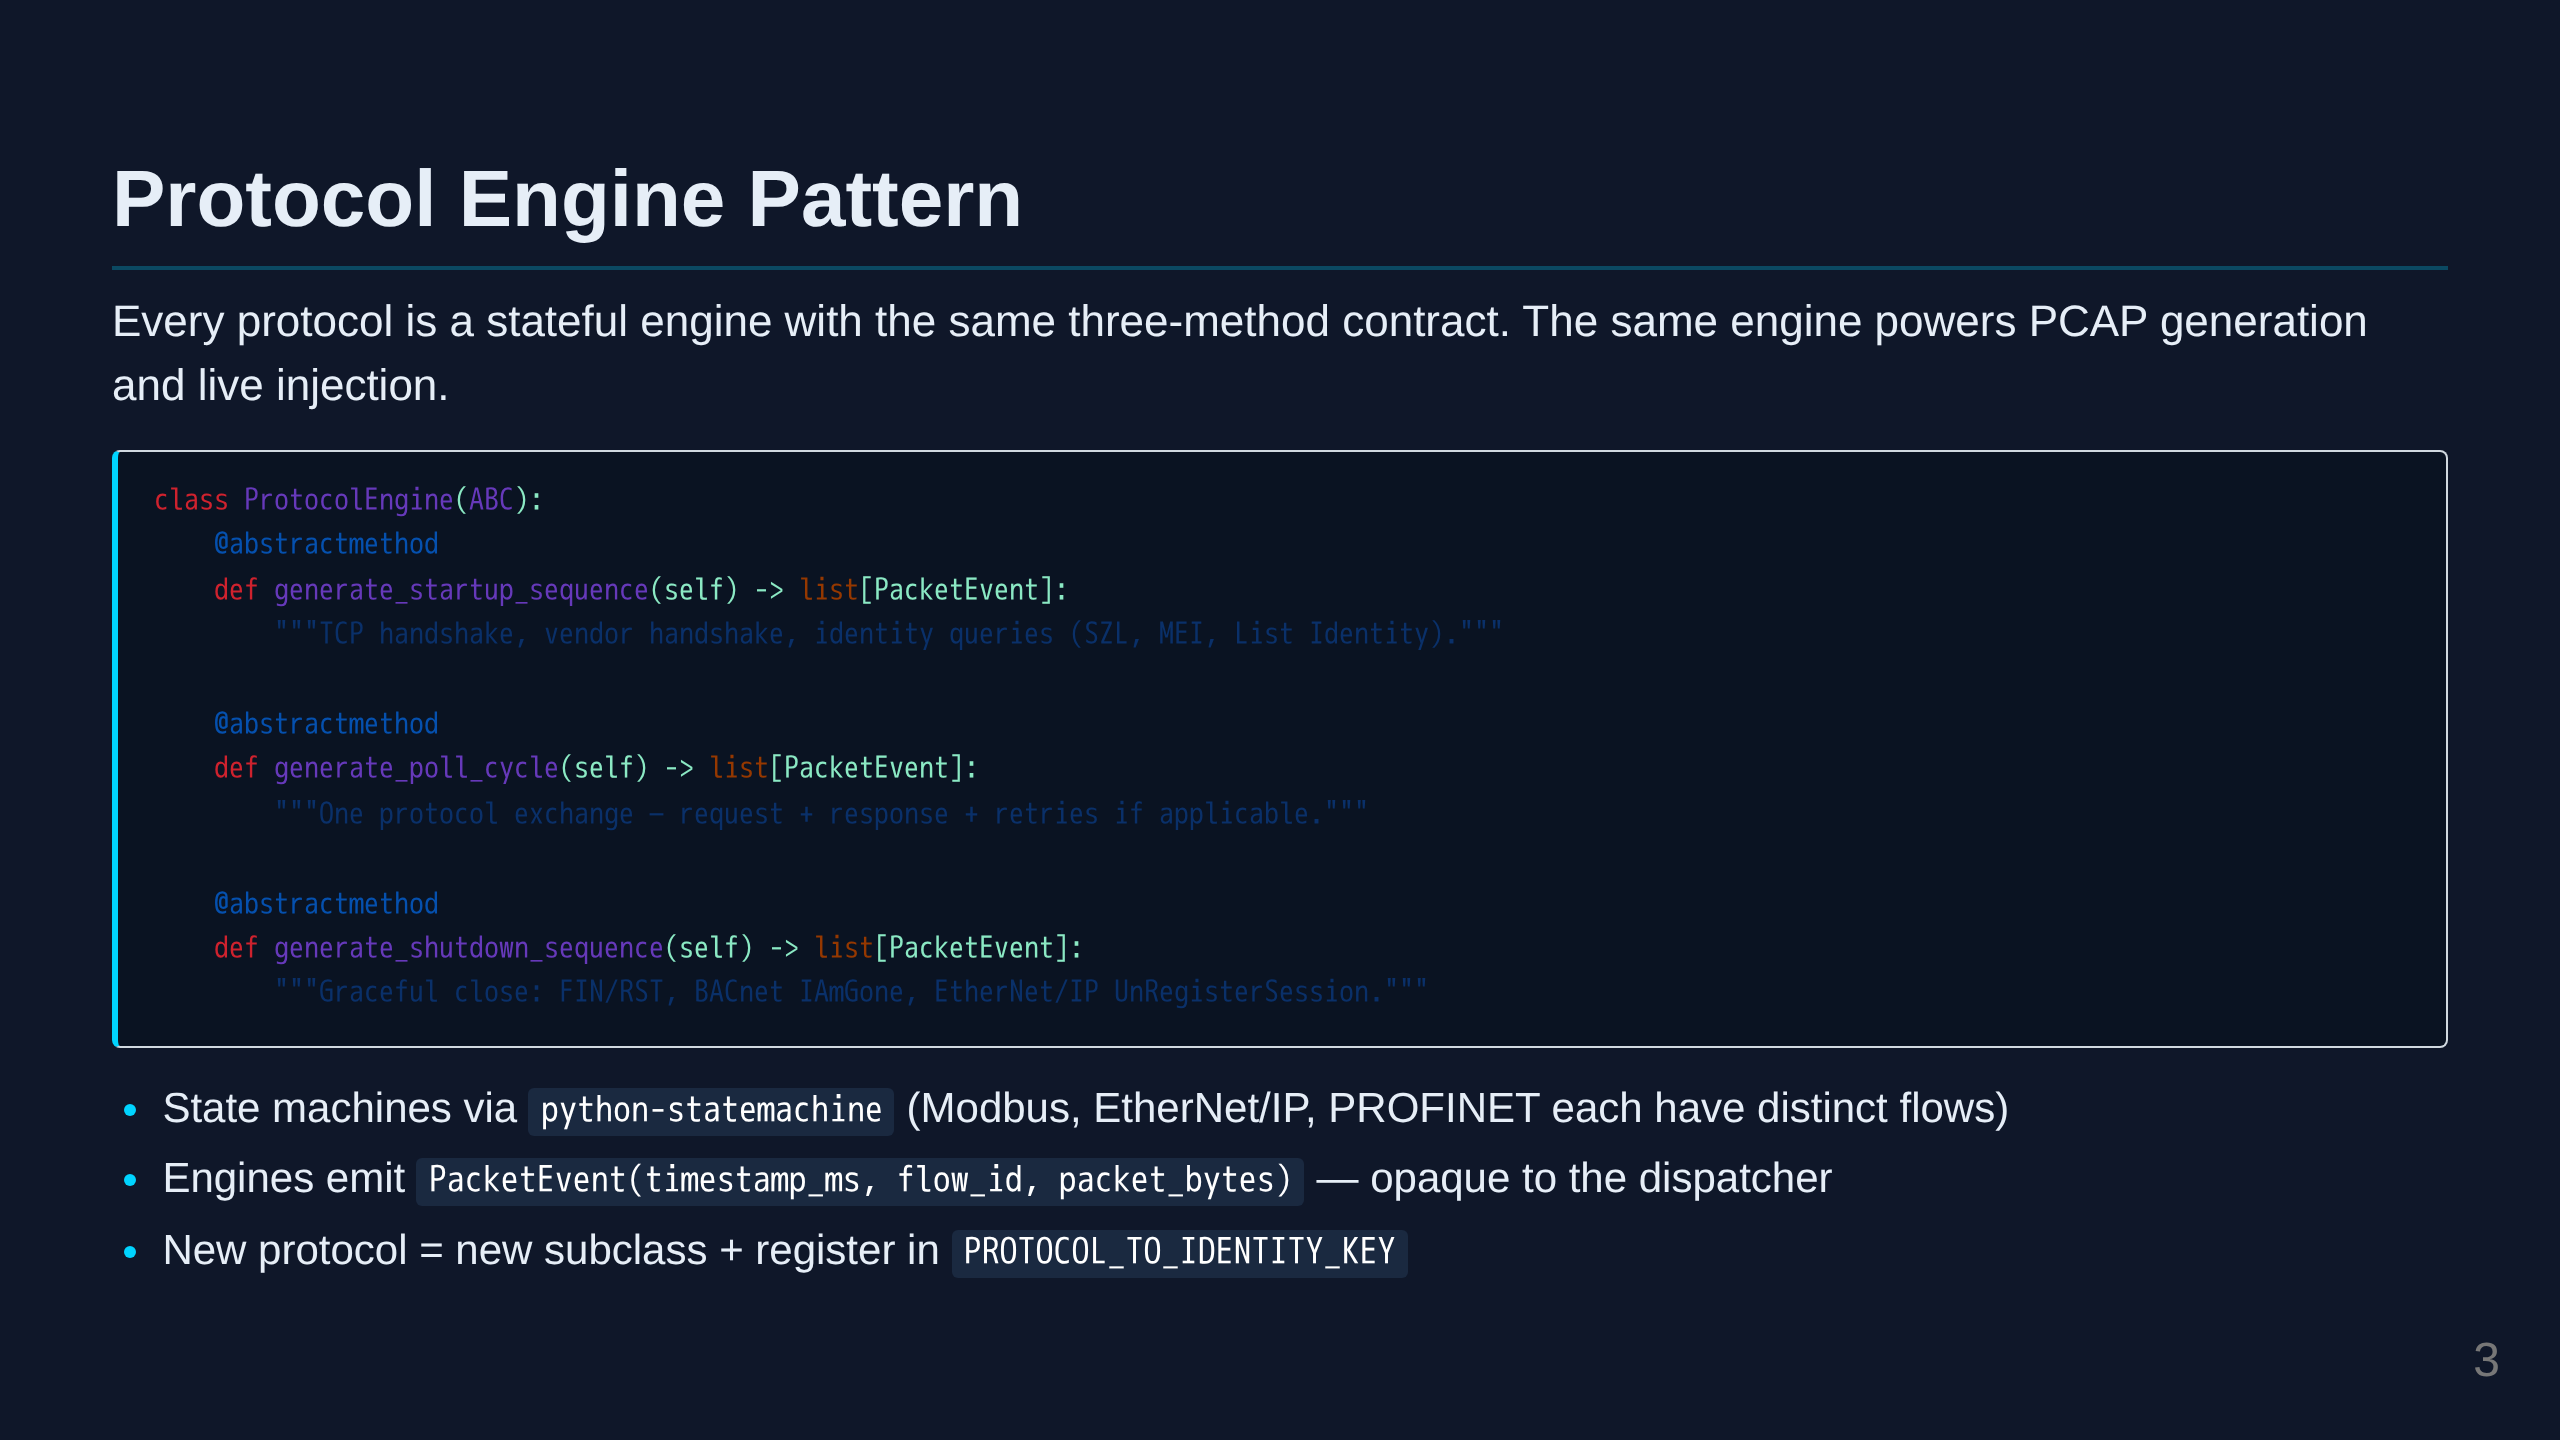 Protocol Engine Pattern
Every protocol is a stateful engine with the same three-method contract. The same engine powers PCAP generation
and live injection.
class ProtocolEngine(ABC):
    @abstractmethod
    def generate_startup_sequence(self) -> list[PacketEvent]:
        """TCP handshake, vendor handshake, identity queries (SZL, MEI, List Identity)."""
    @abstractmethod
    def generate_poll_cycle(self) -> list[PacketEvent]:
        """One protocol exchange — request + response + retries if applicable."""
    @abstractmethod
    def generate_shutdown_sequence(self) -> list[PacketEvent]:
        """Graceful close: FIN/RST, BACnet IAmGone, EtherNet/IP UnRegisterSession."""
• State machines via python-statemachine (Modbus, EtherNet/IP, PROFINET each have distinct flows)
• Engines emit PacketEvent(timestamp_ms, flow_id, packet_bytes) — opaque to the dispatcher
• New protocol = new subclass + register in PROTOCOL_TO_IDENTITY_KEY
3